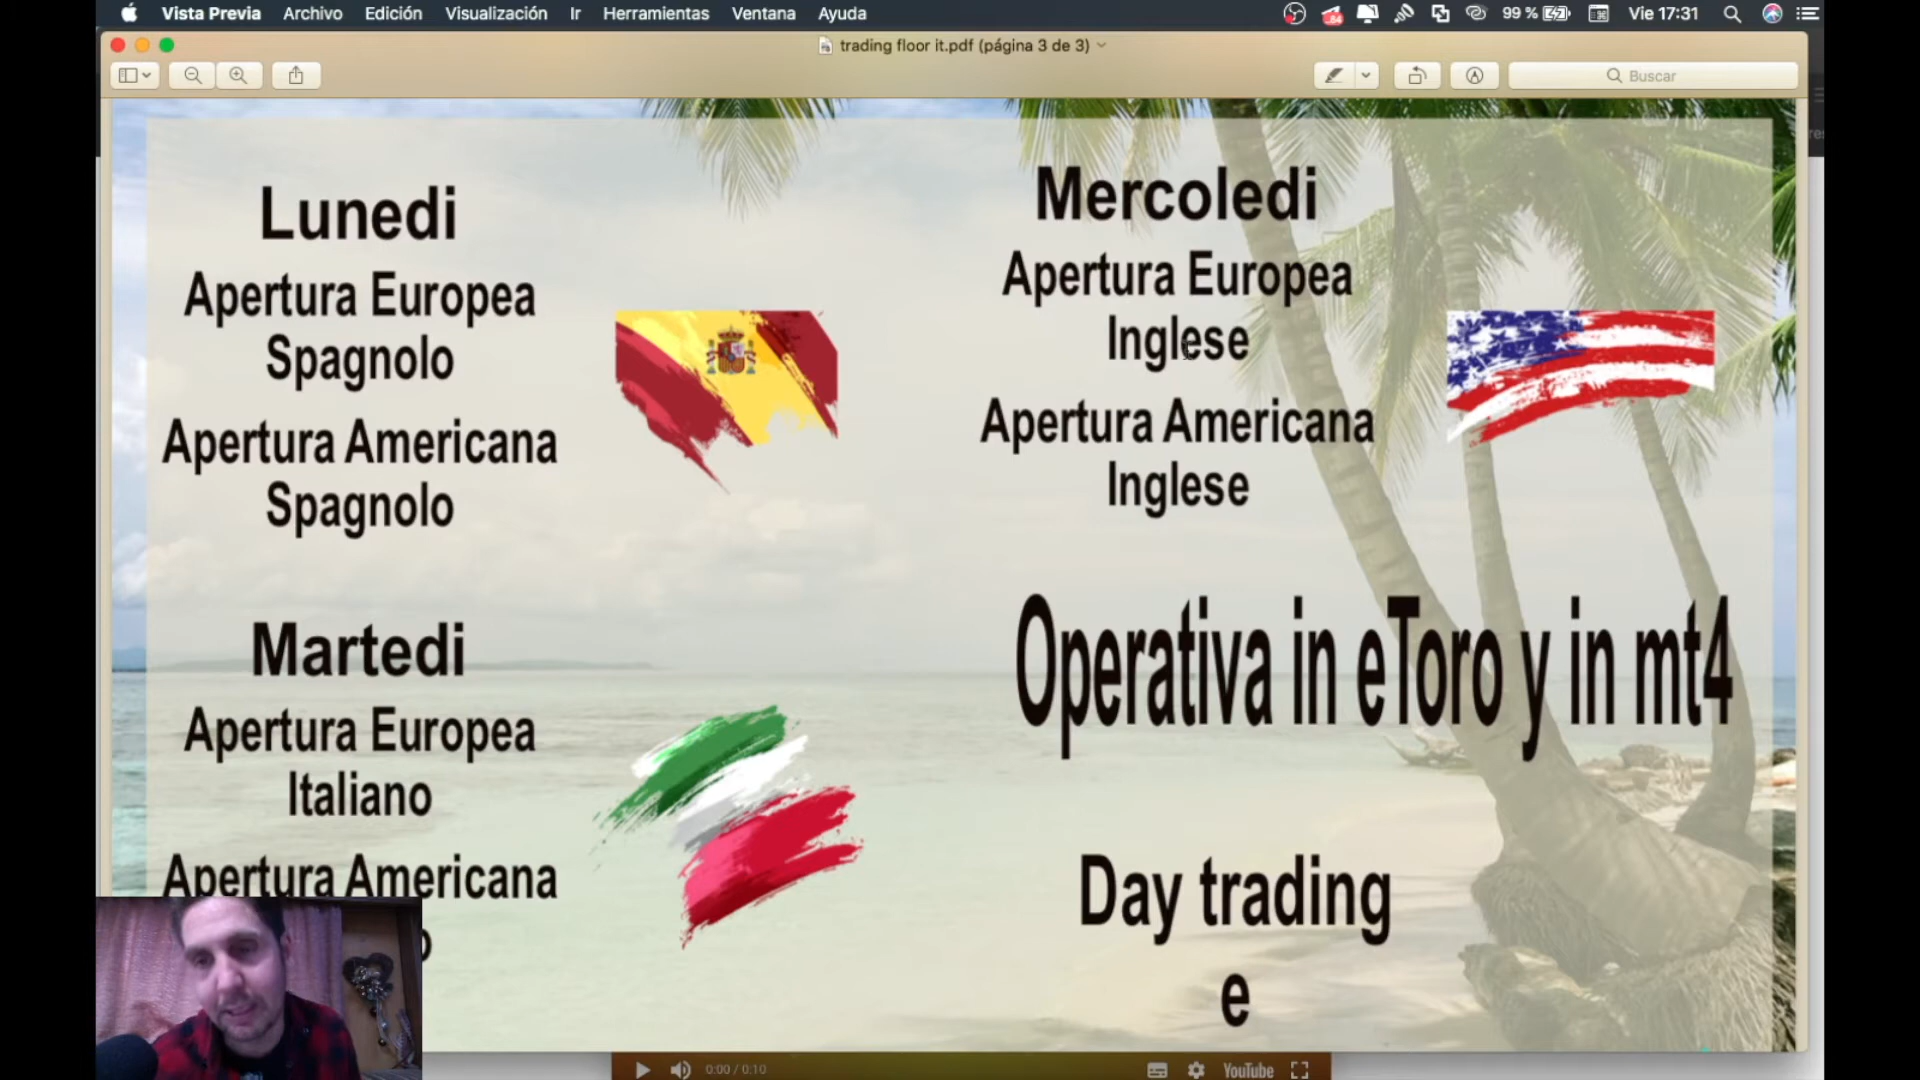 Vista Previa Archivo Edición Visualización Ir Herramientas Ventana Ayuda 99 % Vie 17:31
trading floor it.pdf (página 3 de 3)
Buscar
Lunedi
Apertura Europea
Spagnolo
Apertura Americana
Spagnolo
Martedi
Apertura Europea
Italiano
Apertura Americana
Mercoledi
Apertura Europea
Inglese
Apertura Americana
Inglese
Operativa in eToro y in mt4
Day trading
e
0:00 / 0:10 YouTube